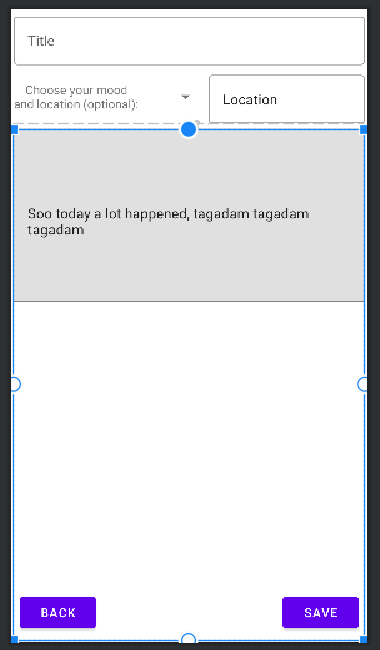 Title
Choose your mood
and location (optional):
Location
Soo today a lot happened, tagadam tagadam
tagadam
BACK
SAVE